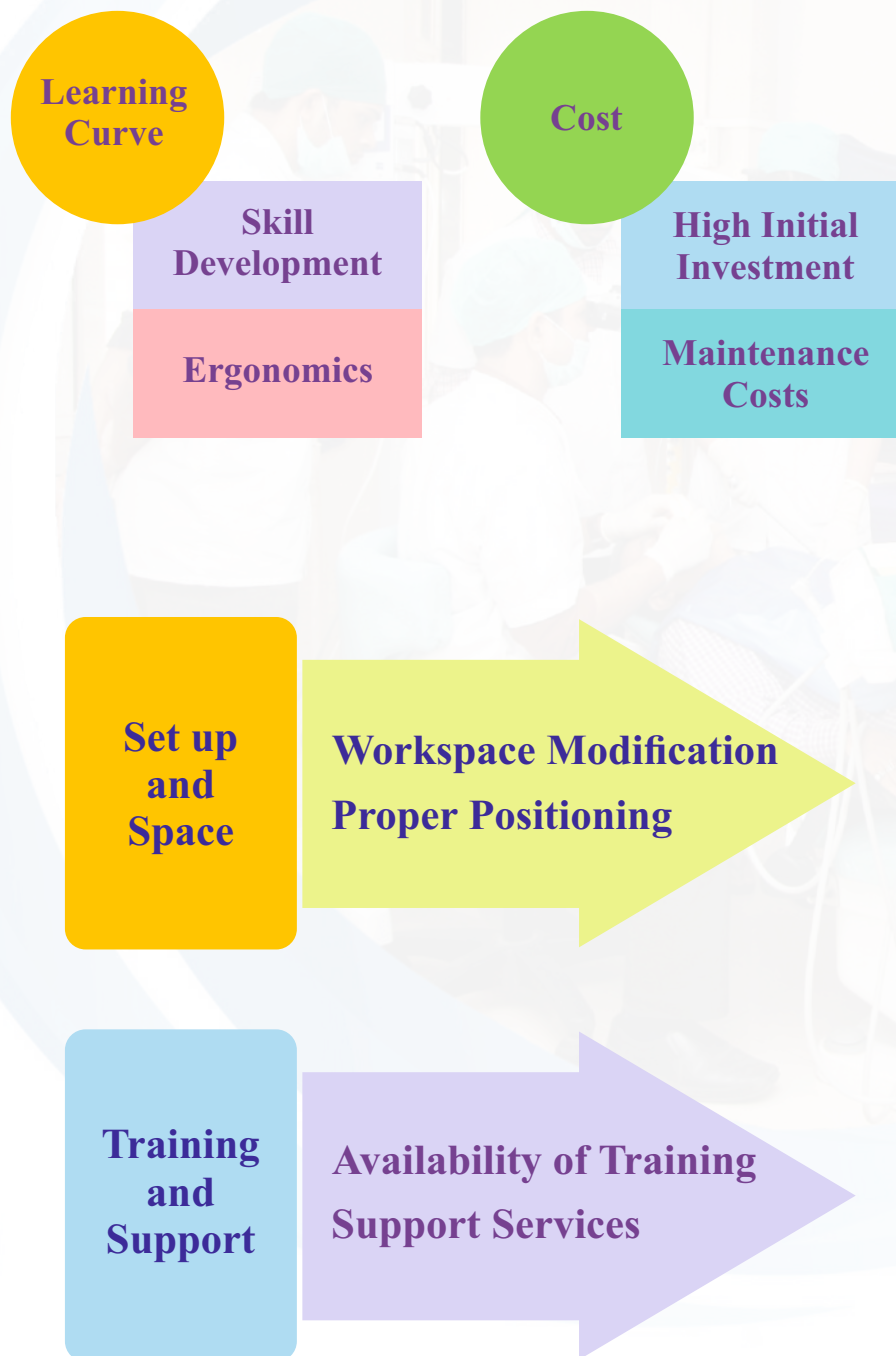 Learning
Curve
Skill
Development
Ergonomics
Cost
High Initial
Investment
Maintenance
Costs
Set up
and
Space
Workspace Modification
Proper Positioning
Training
and
Support
Availability of Training
Support Services